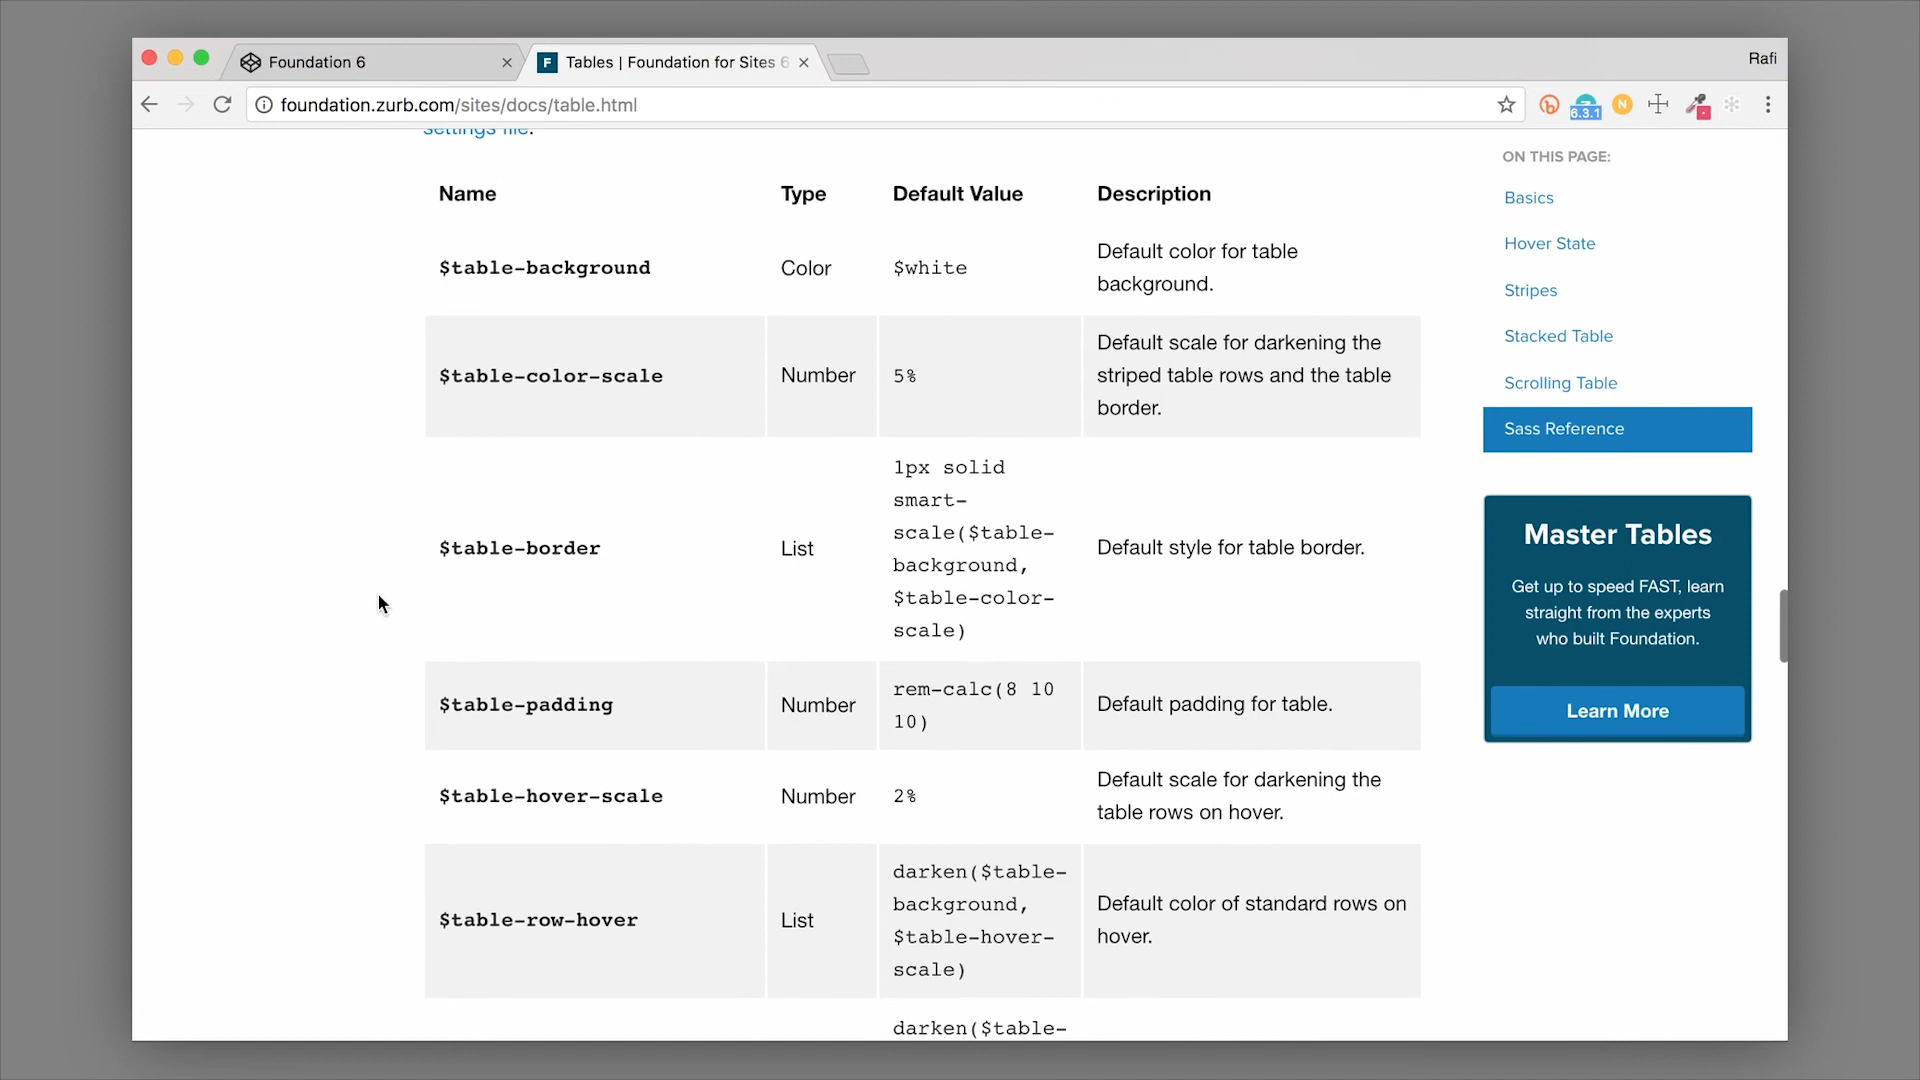 Foundation 6
Tables | Foundation for Sites 6
Rafi
foundation.zurb.com/sites/docs/table.html
6.3.1
N
settings file.
Name Type Default Value Description
$table-background Color $white Default color for table
background.
$table-color-scale Number 5% Default scale for darkening the
striped table rows and the table
border.
$table-border List 1px solid
smart-
scale($table-
background,
$table-color-
scale)
Default style for table border.
$table-padding Number rem-calc(8 10
10)
Default padding for table.
$table-hover-scale Number 2% Default scale for darkening the
table rows on hover.
$table-row-hover List darken($table-
background,
$table-hover-
scale)
Default color of standard rows on
hover.
darken($table-
ON THIS PAGE:
Basics
Hover State
Stripes
Stacked Table
Scrolling Table
Sass Reference
Master Tables
Get up to speed FAST, learn
straight from the experts
who built Foundation.
Learn More